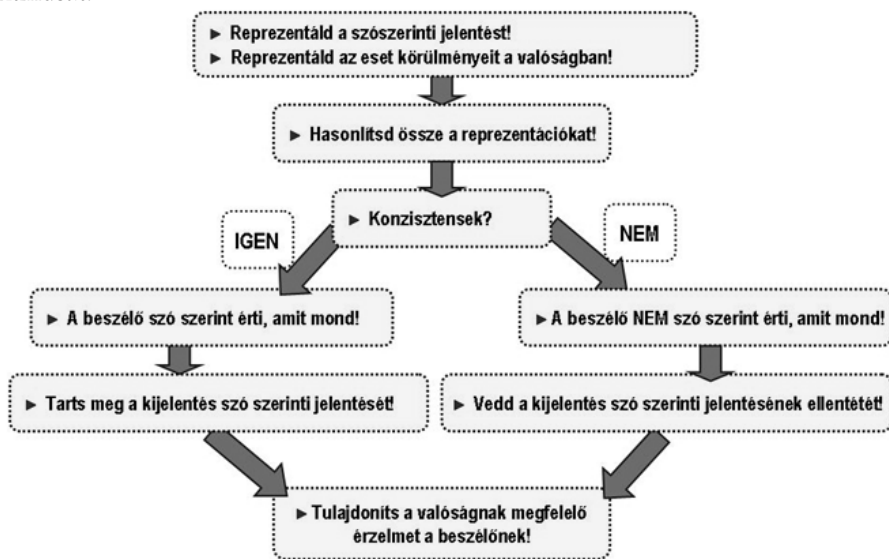 ► Reprezentáld a szószerinti jelentést!
► Reprezentáld az eset körülményeit a valóságban!
► Hasonlítsd össze a reprezentációkat!
► Konzisztensek?
IGEN
NEM
► A beszélő szó szerint érti, amit mond!
► A beszélő NEM szó szerint érti, amit mond!
► Tarts meg a kijelentés szó szerinti jelentését!
► Vedd a kijelentés szó szerinti jelentésének ellentétét!
► Tulajdoníts a valóságnak megfelelő
érzelmet a beszélőnek!